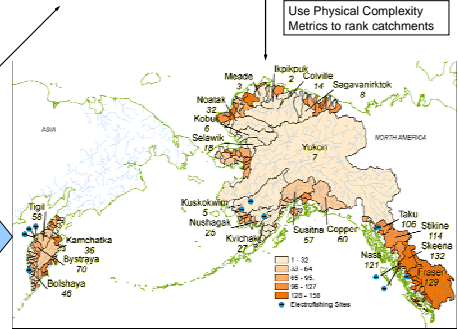 Use Physical Complexity
Metrics to rank catchments
Meade
3
Ikpikpuk
2
Colville
14
Sagavanirktok
8
Noatak
32
Kobuk
6
Selawik
18
ASIA
NORTH AMERICA
Yukon
7
Kuskokwim
5
Nushagak
25
Kvichak
27
Susitna
57
Copper
60
Taku
106
Stikine
114
Skeena
132
Nass
121
Fraser
129
Tigil
58
Kamchatka
36
Bystraya
70
Bolshaya
46
1 - 32
33 - 64
65 - 95
96 - 127
128 - 158
Electrofishing Sites